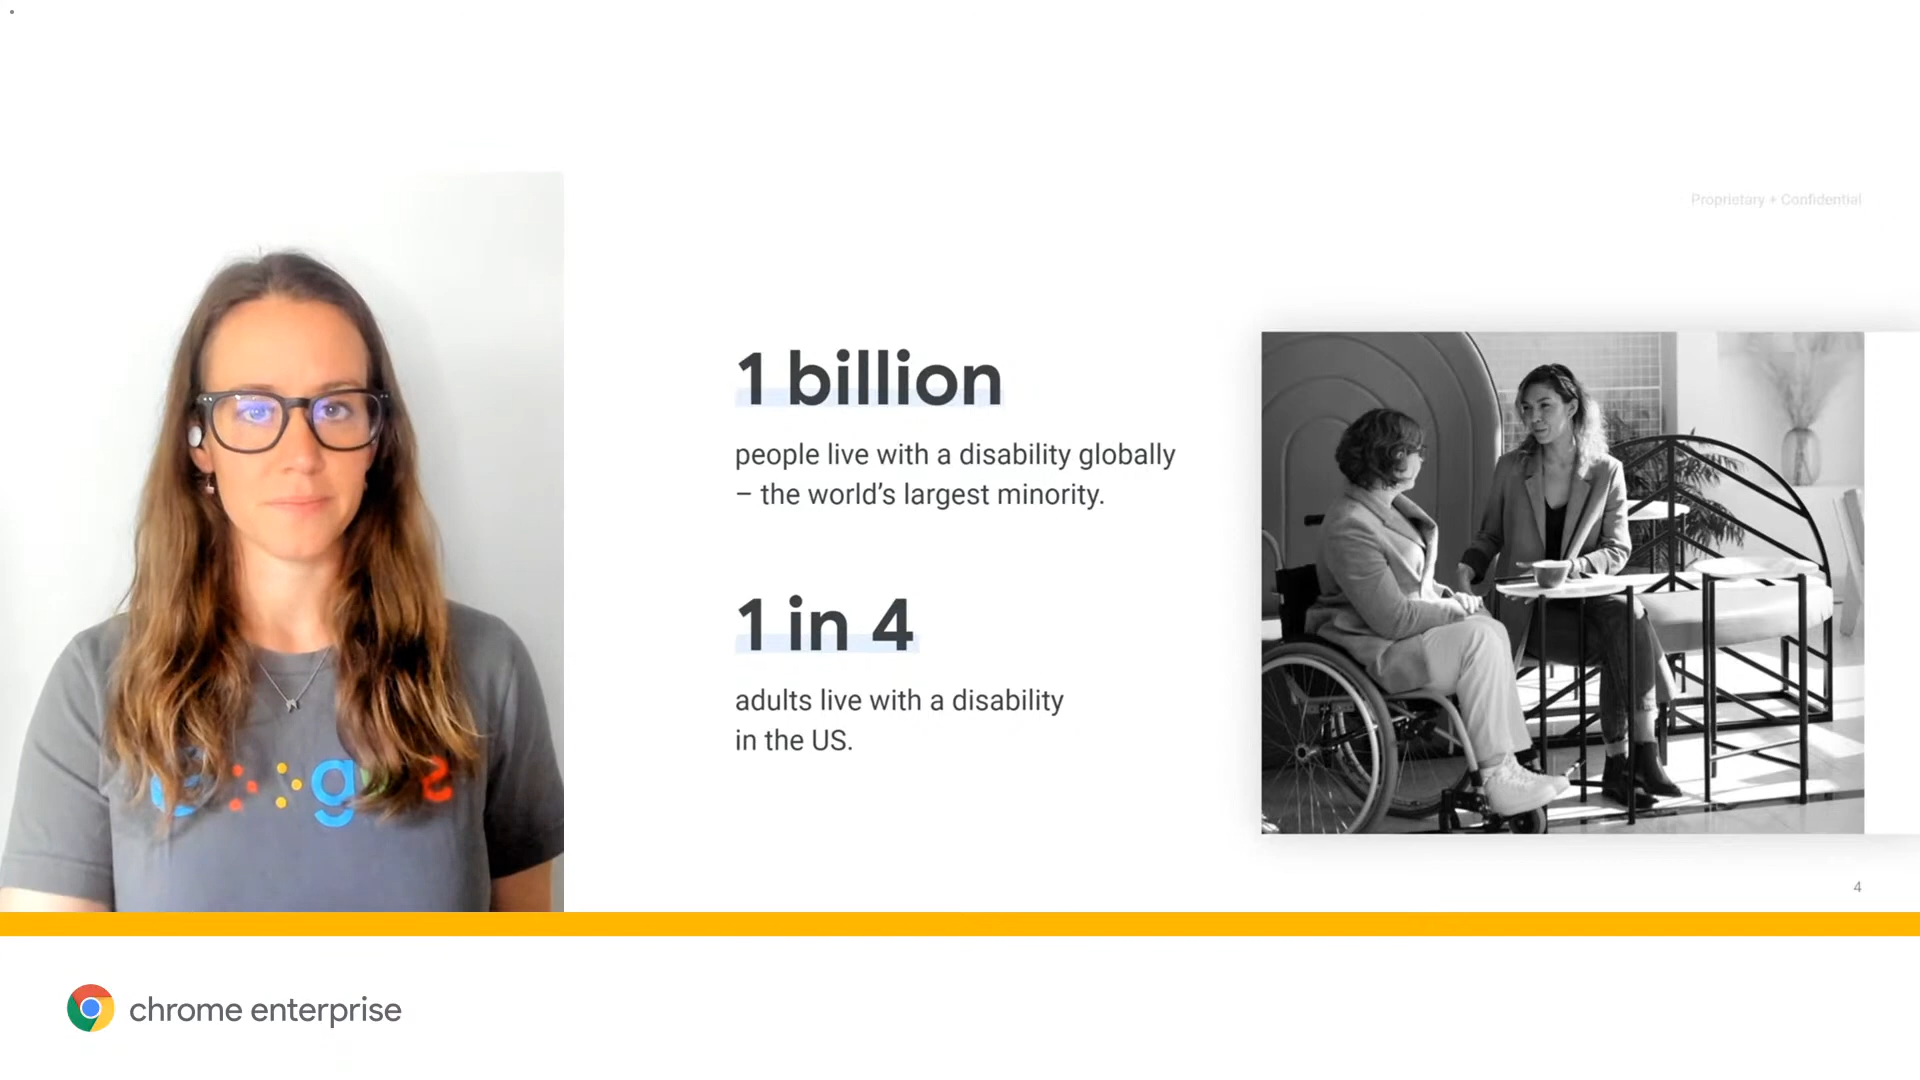 Proprietary + Confidential
1 billion
people live with a disability globally
– the world’s largest minority.
1 in 4
adults live with a disability
in the US.
4
chrome enterprise